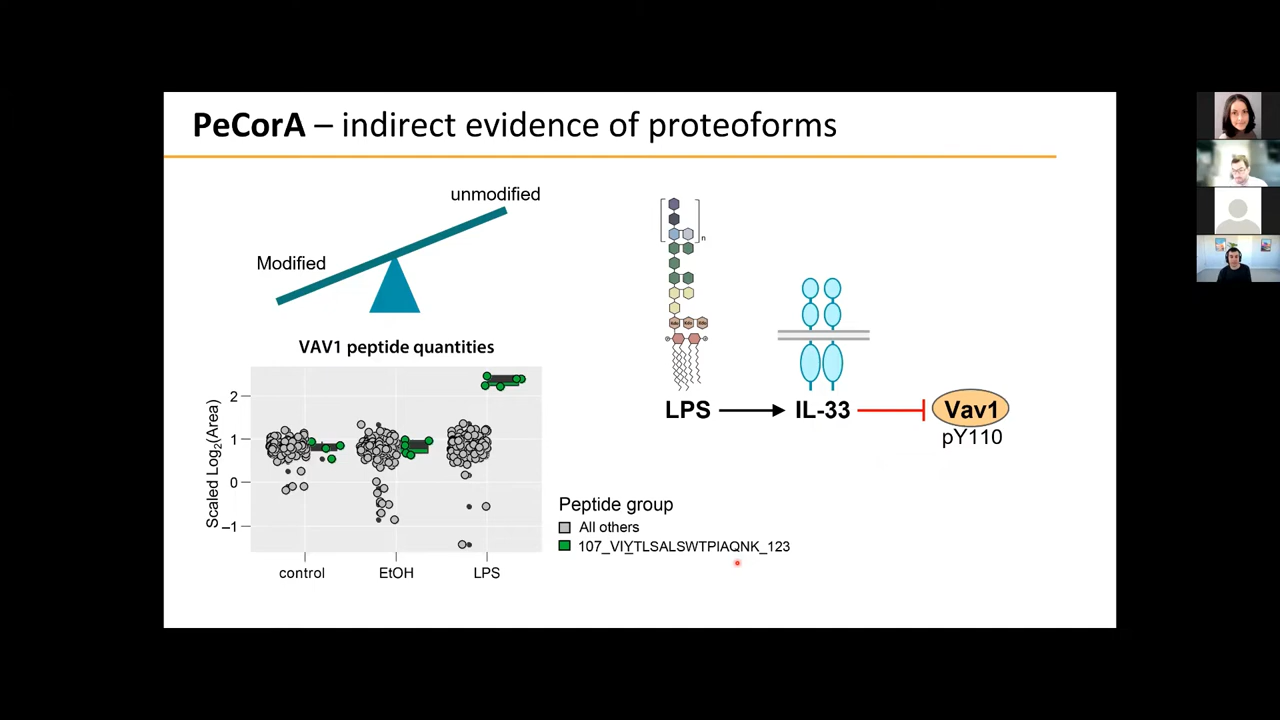 PeCorA – indirect evidence of proteoforms
unmodified
Modified
VAV1 peptide quantities
Scaled Log2(Area)
2
1
0
–1
control
EtOH
LPS
Peptide group
All others
107_VIYTLSALSWTPIAQNK_123
n
LPS
IL-33
Vav1
pY110